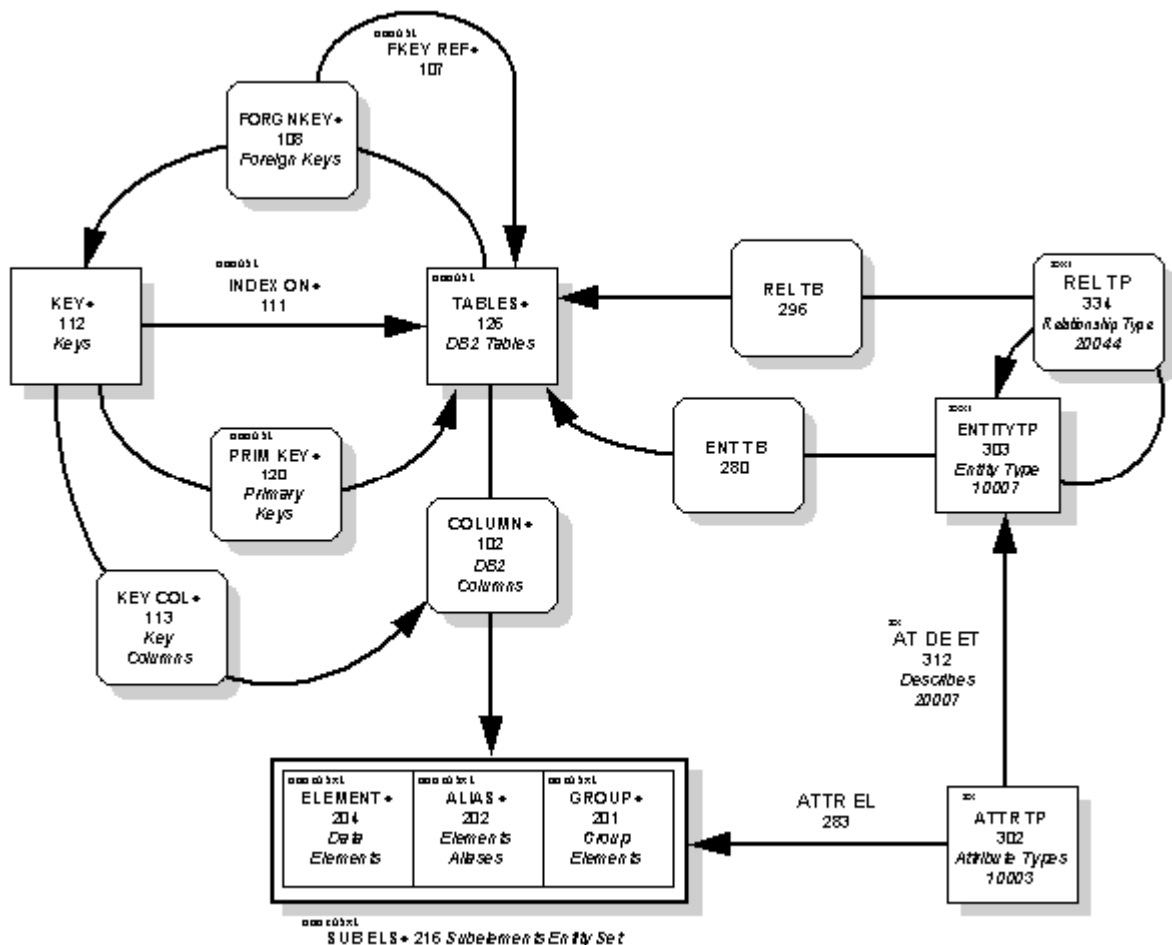 FKEY REF+
107
FORGNKEY+
108
Foreign Keys
INDEX ON+
111
KEY+
112
Keys
TABLES+
126
DB2 Tables
REL TB
296
REL TP
334
Relationship Type
20044
PRIM KEY+
120
Primary
Keys
ENT TB
280
ENTITYTP
303
Entity Type
10007
COLUMN+
102
DB2
Columns
KEY COL+
113
Key
Columns
AT DE ET
312
Describes
20007
ELEMENT+
204
Data
Elements
ALIAS+
202
Elements
Aliases
GROUP+
201
Group
Elements
ATTR EL
283
ATTR TP
302
Attribute Types
10003
SUBELS+ 216 Subelements Entity Set